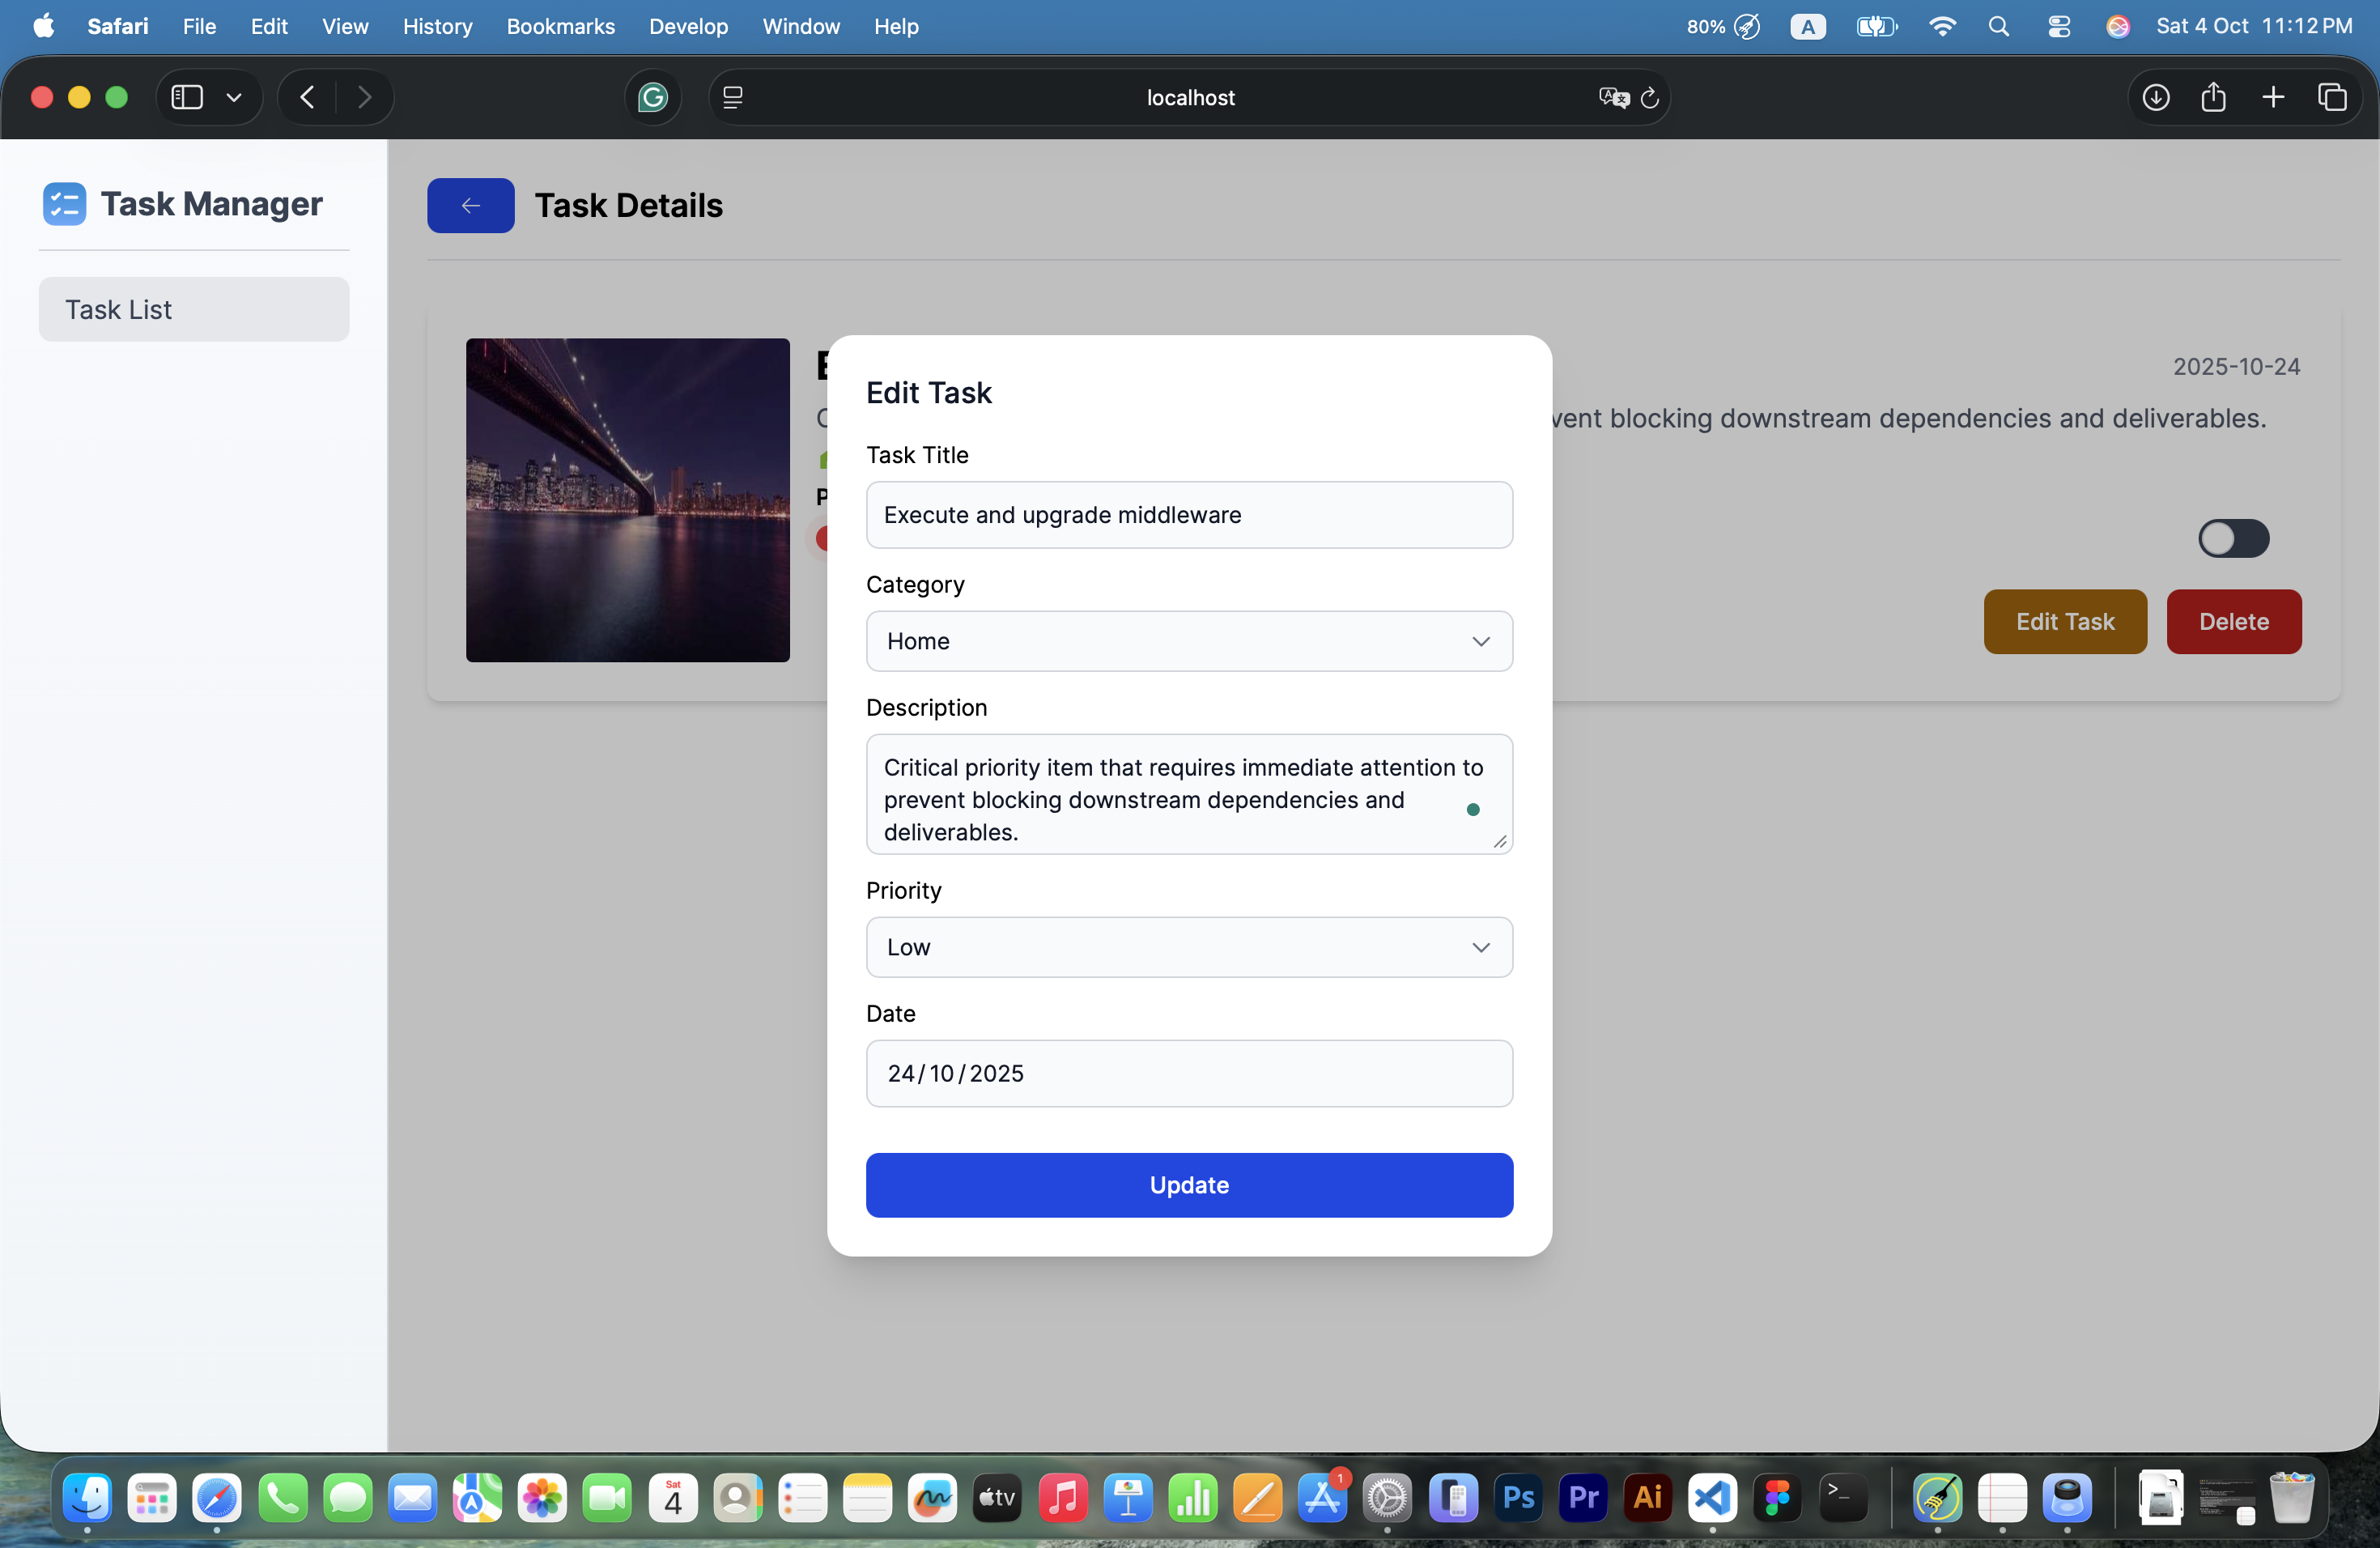 Safari File Edit View History Bookmarks Develop Window Help
80% A Sat 4 Oct 11:12 PM
localhost
Task Manager
Task List
Task Details
2025-10-24
vent blocking downstream dependencies and deliverables.
Edit Task
Delete
Edit Task
Task Title
Execute and upgrade middleware
Category
Home
Description
Critical priority item that requires immediate attention to
prevent blocking downstream dependencies and
deliverables.
Priority
Low
Date
24/10/2025
Update
Sat
4
tv
1
Ps
Pr
Ai